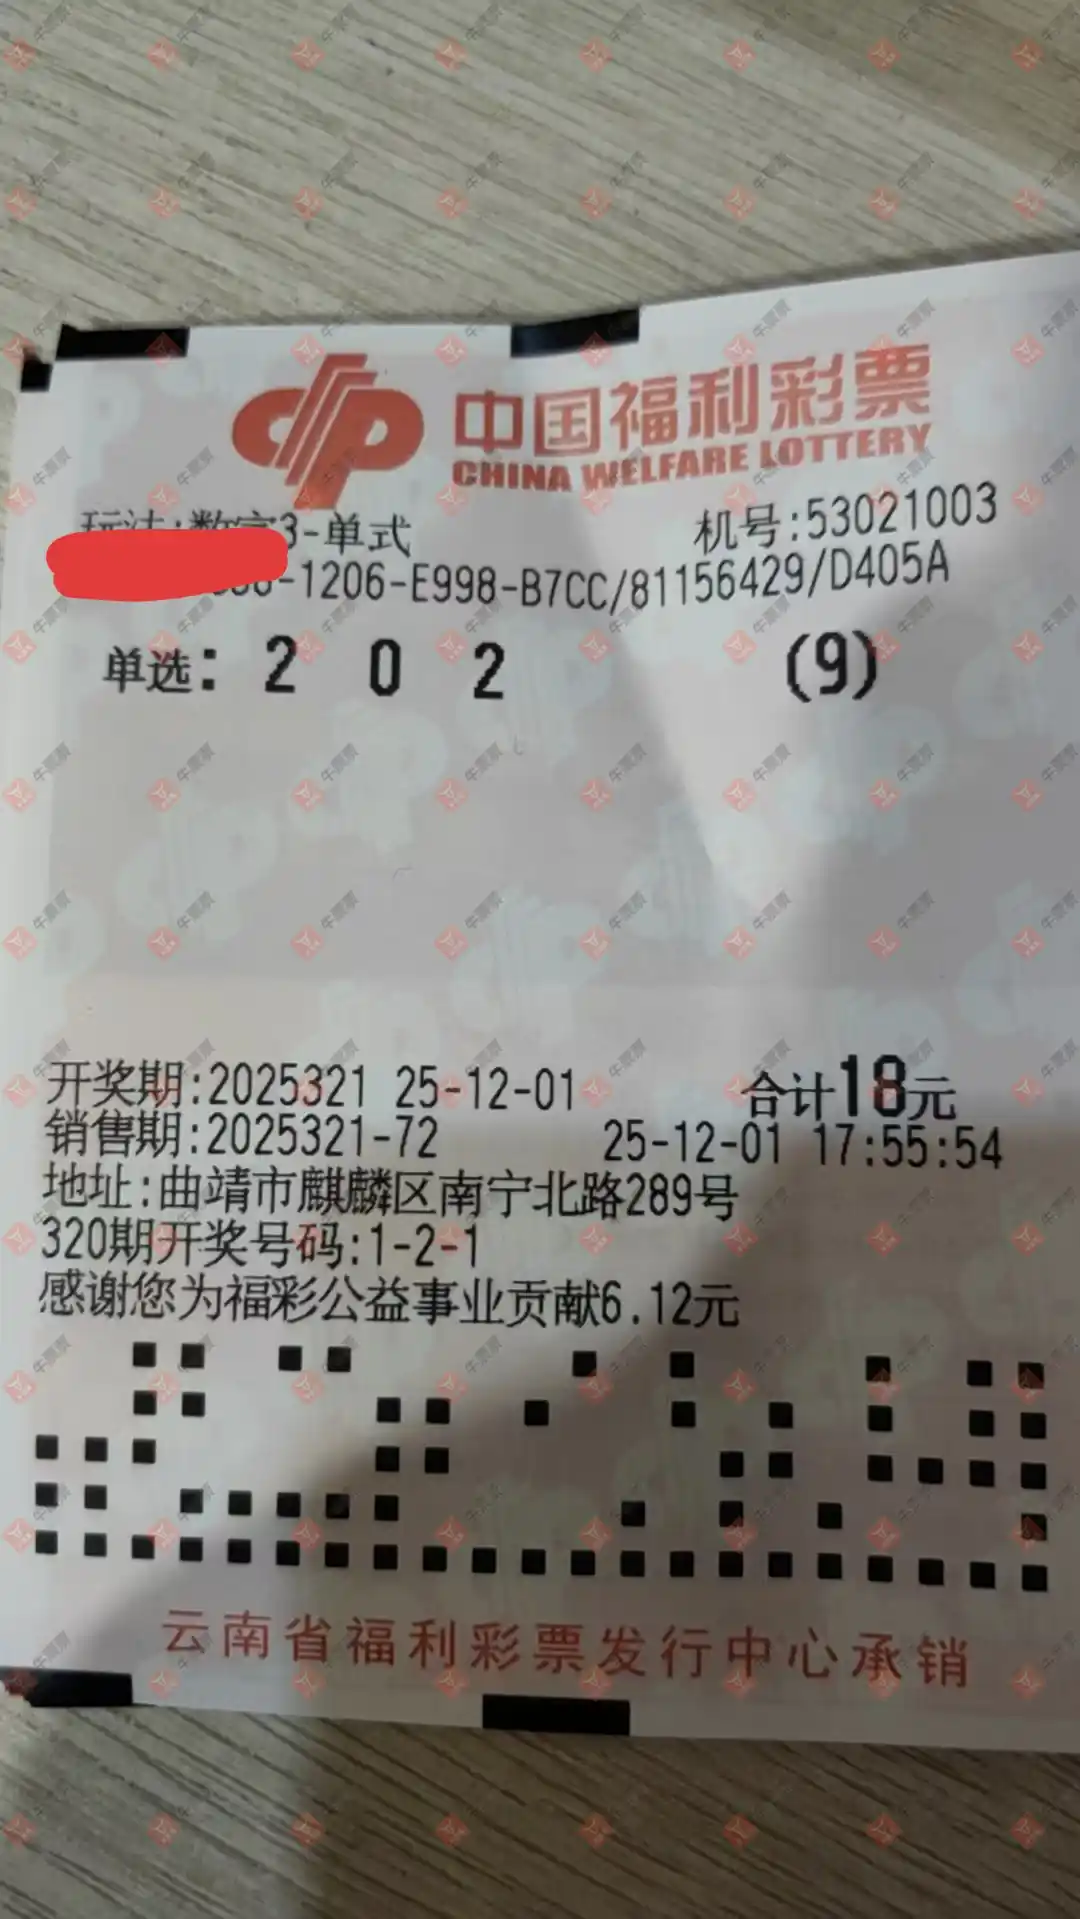 中国福利彩票
CHINA WELFARE LOTTERY
玩法:数字3-单式 机号:53021003
-1206-E998-B7CC/81156429/D405A
单选: 2 0 2 (9)
开奖期:2025321 25-12-01 合计18元
销售期:2025321-72 25-12-01 17:55:54
地址:曲靖市麒麟区南宁北路289号
320期开奖号码:1-2-1
感谢您为福彩公益事业贡献6.12元
云南省福利彩票发行中心承销